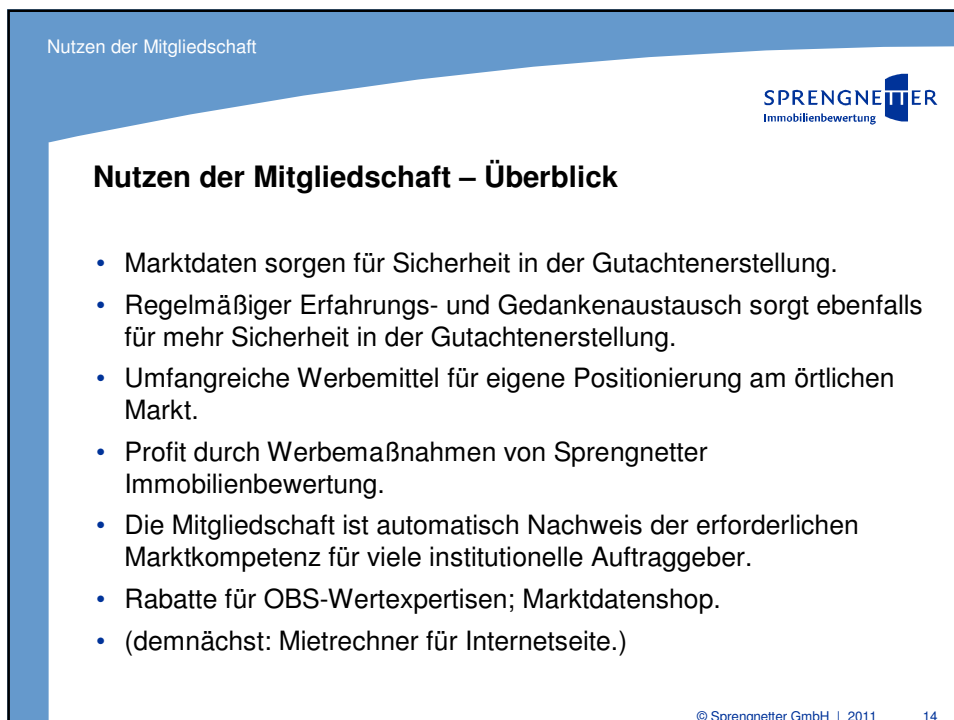 Nutzen der Mitgliedschaft
SPRENGNETTER
Immobilienbewertung
Nutzen der Mitgliedschaft – Überblick
• Marktdaten sorgen für Sicherheit in der Gutachtenerstellung.
• Regelmäßiger Erfahrungs- und Gedankenaustausch sorgt ebenfalls
für mehr Sicherheit in der Gutachtenerstellung.
• Umfangreiche Werbemittel für eigene Positionierung am örtlichen
Markt.
• Profit durch Werbemaßnahmen von Sprengnetter
Immobilienbewertung.
• Die Mitgliedschaft ist automatisch Nachweis der erforderlichen
Marktkompetenz für viele institutionelle Auftraggeber.
• Rabatte für OBS-Wertexpertisen; Marktdatenshop.
• (demnächst: Mietrechner für Internetseite.)
© Sprengnetter GmbH | 2011 14